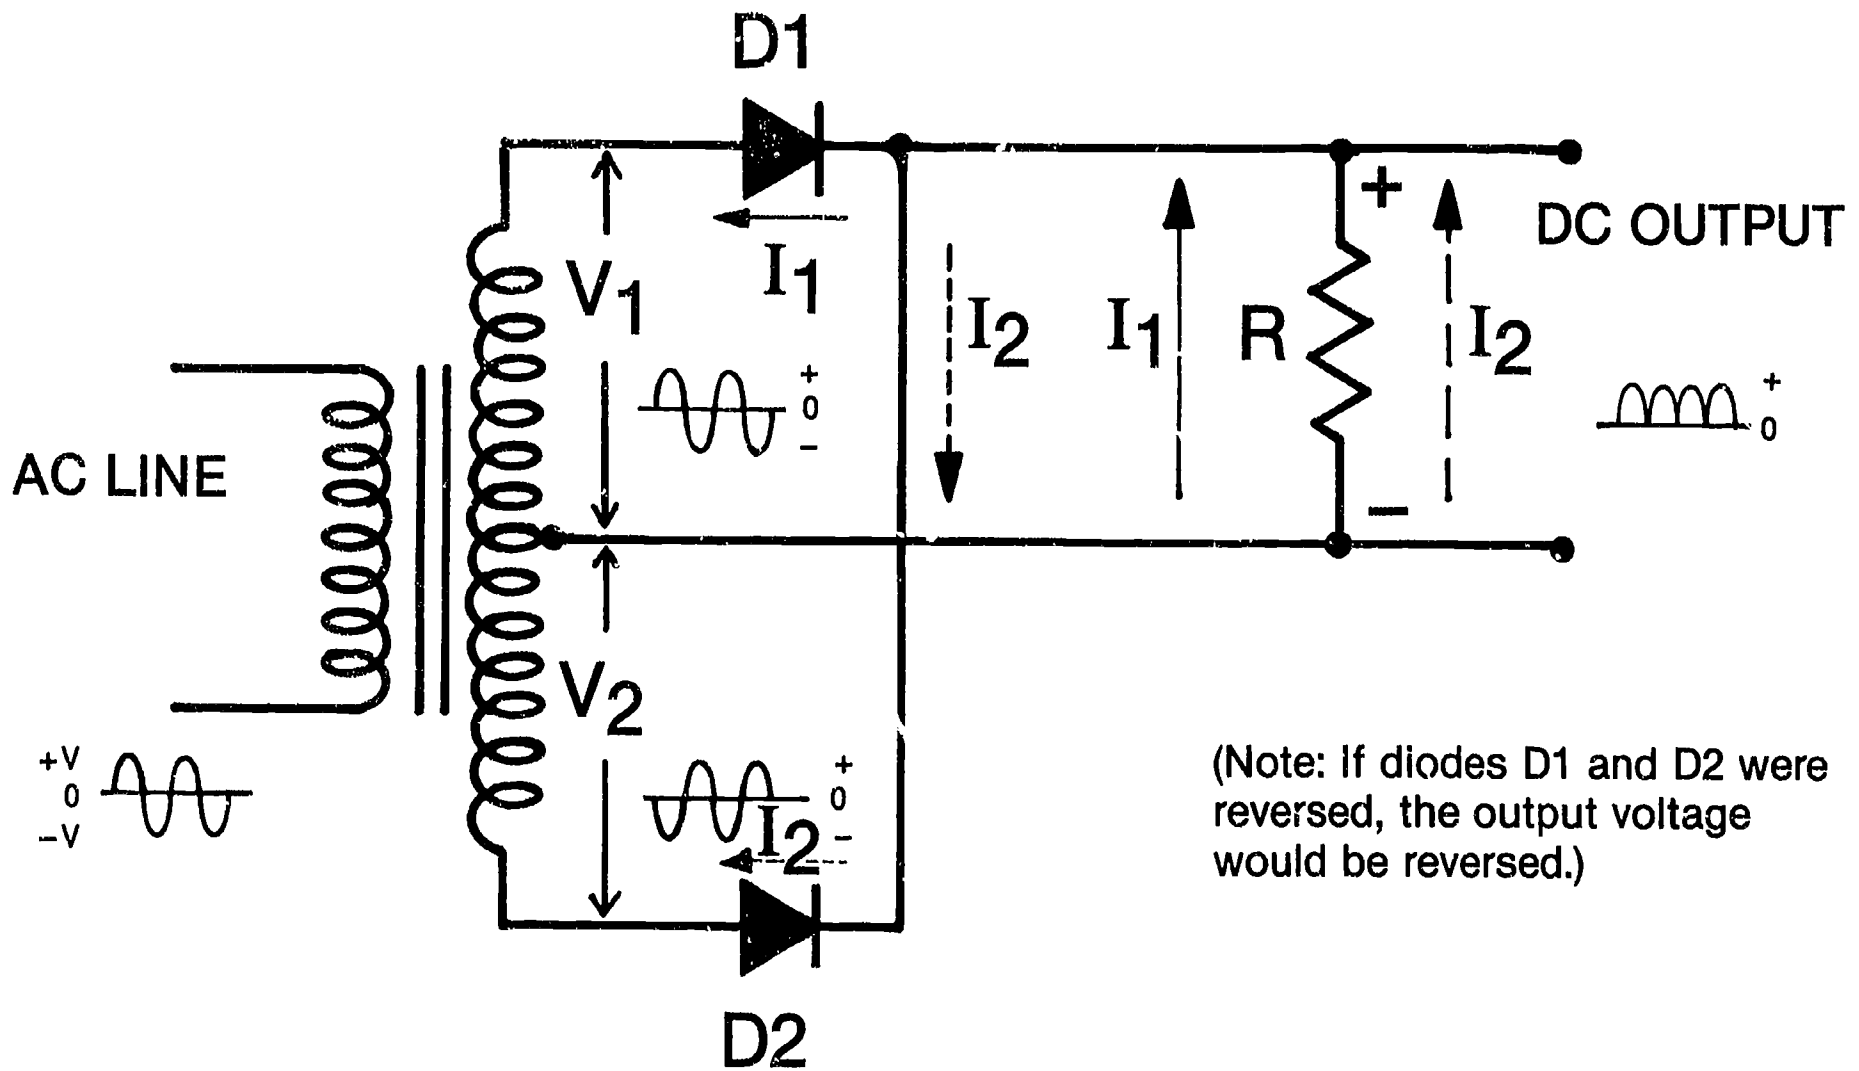 D1
DC OUTPUT
V1
I1
I2
I1
R
+
−
I2
+
0
−
+
0
AC LINE
V2
+V
0
−V
+
0
−
I2
D2
(Note: If diodes D1 and D2 were
reversed, the output voltage
would be reversed.)